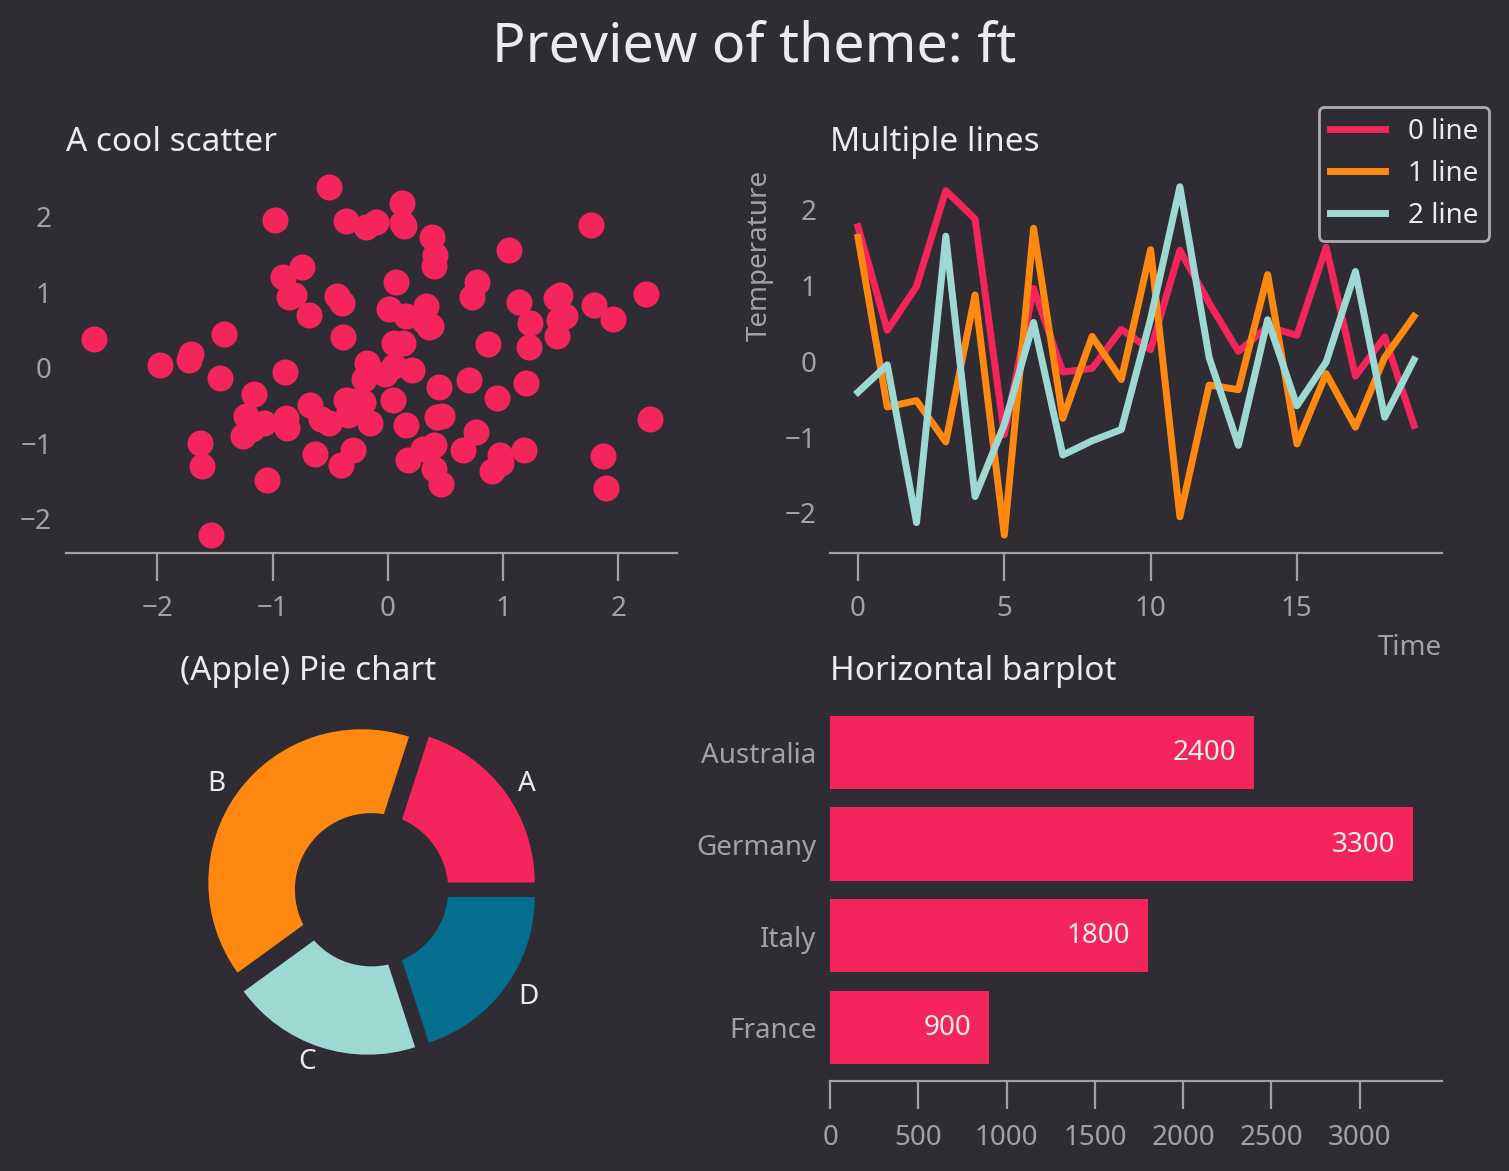 Preview of theme: ft
A cool scatter
2
1
0
−1
−2
−2 −1 0 1 2
Multiple lines
Temperature
2
1
0
−1
−2
0 5 10 15
Time
0 line
1 line
2 line
(Apple) Pie chart
A
B
C
D
Horizontal barplot
Australia 2400
Germany 3300
Italy 1800
France 900
0 500 1000 1500 2000 2500 3000